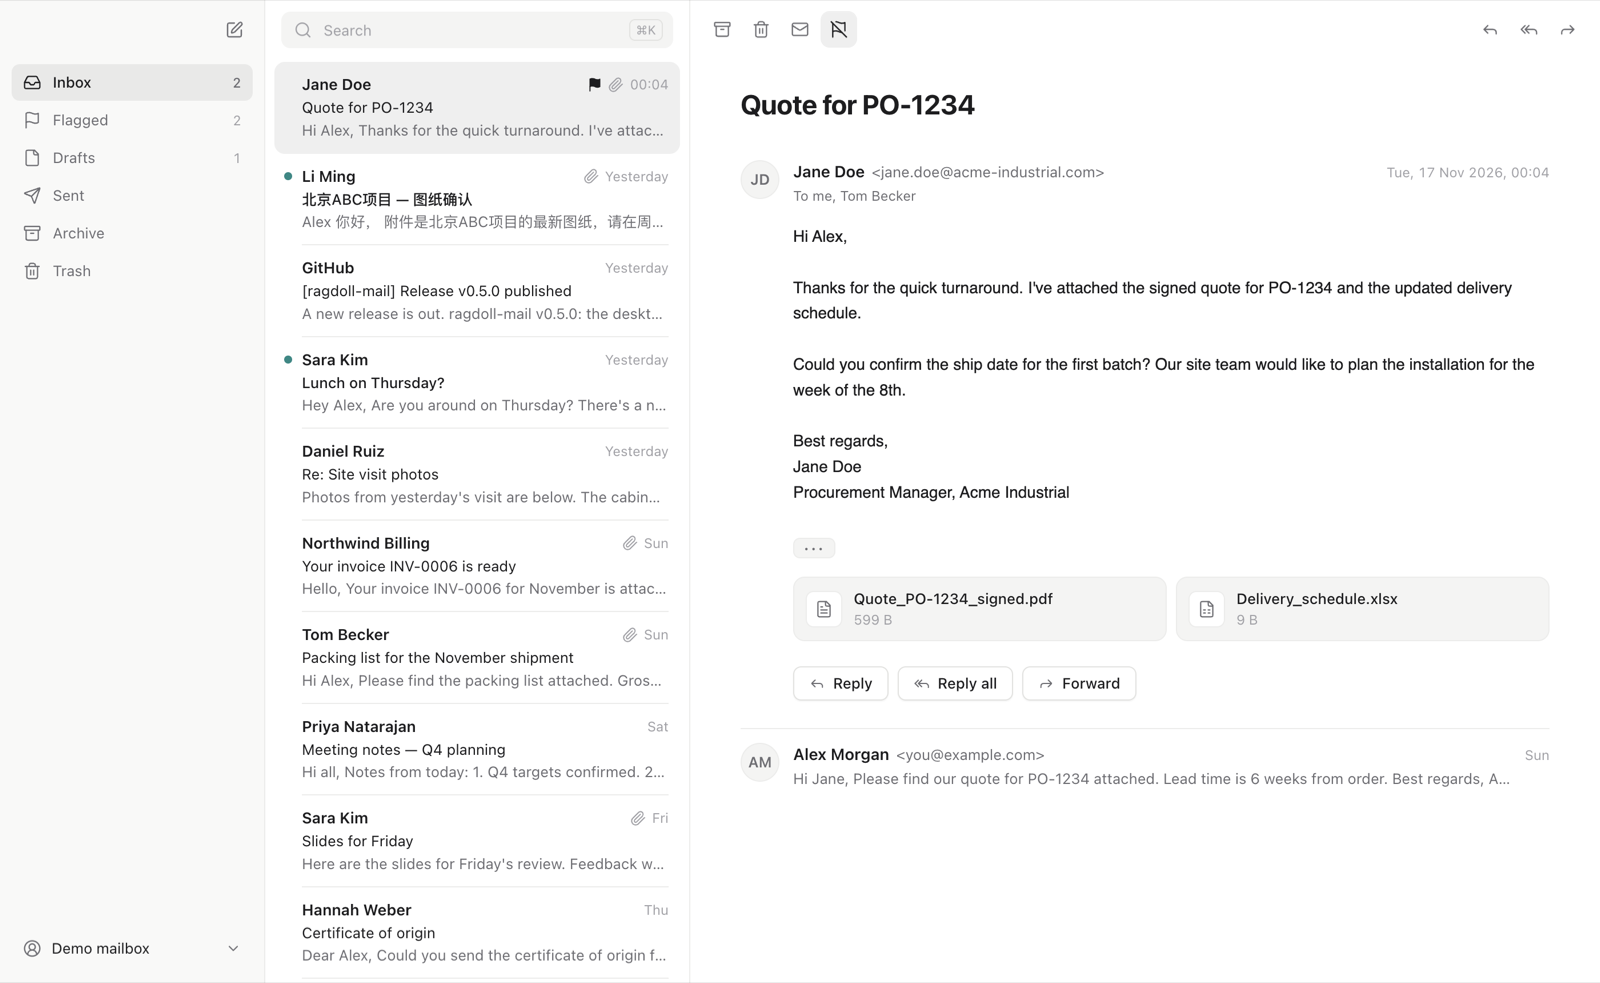 Inbox 2
Flagged 2
Drafts 1
Sent
Archive
Trash
Demo mailbox
Search ⌘K
Jane Doe 00:04
Quote for PO-1234
Hi Alex, Thanks for the quick turnaround. I've attac...
Li Ming Yesterday
北京ABC项目 — 图纸确认
Alex 你好， 附件是北京ABC项目的最新图纸，请在周...
GitHub Yesterday
[ragdoll-mail] Release v0.5.0 published
A new release is out. ragdoll-mail v0.5.0: the deskt...
Sara Kim Yesterday
Lunch on Thursday?
Hey Alex, Are you around on Thursday? There's a n...
Daniel Ruiz Yesterday
Re: Site visit photos
Photos from yesterday's visit are below. The cabin...
Northwind Billing Sun
Your invoice INV-0006 is ready
Hello, Your invoice INV-0006 for November is attac...
Tom Becker Sun
Packing list for the November shipment
Hi Alex, Please find the packing list attached. Gros...
Priya Natarajan Sat
Meeting notes — Q4 planning
Hi all, Notes from today: 1. Q4 targets confirmed. 2...
Sara Kim Fri
Slides for Friday
Here are the slides for Friday's review. Feedback w...
Hannah Weber Thu
Certificate of origin
Dear Alex, Could you send the certificate of origin f...
Quote for PO-1234
JD
Jane Doe <jane.doe@acme-industrial.com> Tue, 17 Nov 2026, 00:04
To me, Tom Becker
Hi Alex,
Thanks for the quick turnaround. I've attached the signed quote for PO-1234 and the updated delivery
schedule.
Could you confirm the ship date for the first batch? Our site team would like to plan the installation for the
week of the 8th.
Best regards,
Jane Doe
Procurement Manager, Acme Industrial
...
Quote_PO-1234_signed.pdf
599 B
Delivery_schedule.xlsx
9 B
Reply Reply all Forward
AM
Alex Morgan <you@example.com> Sun
Hi Jane, Please find our quote for PO-1234 attached. Lead time is 6 weeks from order. Best regards, A...